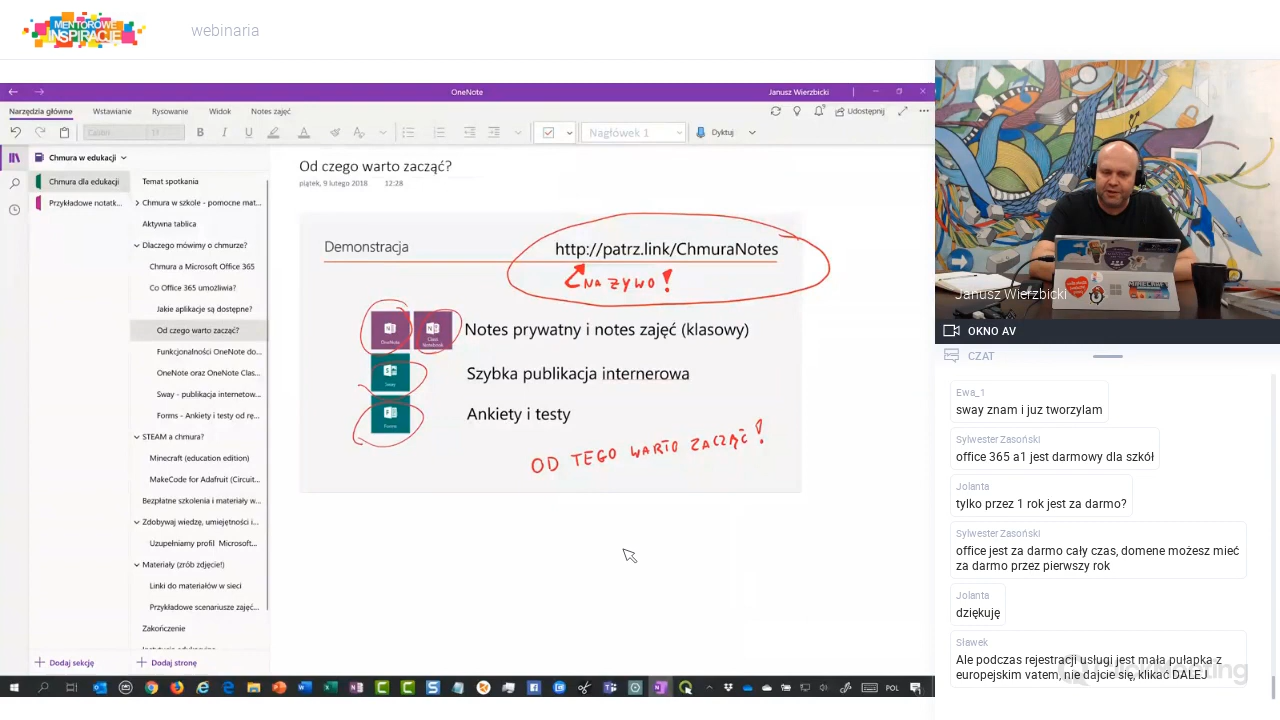 MENTOROWE
INSPIRACJE
webinaria
OneNote
Janusz Wierzbicki
Narzędzia główne
Wstawianie
Rysowanie
Widok
Notes zajęć
Udostępnij
Calibri
B I U A
Nagłówek 1
Dyktuj
Chmura w edukacji
Chmura dla edukacji
Przykładowe notatk...
Temat spotkania
Chmura w szkole - pomocne mat...
Aktywna tablica
Dlaczego mówimy o chmurze?
Chmura a Microsoft Office 365
Co Office 365 umożliwia?
Jakie aplikacje są dostępne?
Od czego warto zacząć?
Funkcjonalności OneNote do...
OneNote oraz OneNote Clas...
Sway - publikacja internetow...
Forms - Ankiety i testy od rę...
STEAM a chmura?
Minecraft (education edition)
MakeCode for Adafruit (Circuit...
Bezpłatne szkolenia i materiały w...
Zdobywaj wiedzę, umiejętności i...
Uzupełniamy profil Microsoft...
Materiały (zrób zdjęcie!)
Linki do materiałów w sieci
Przykładowe scenariusze zajęć...
Zakończenie
Dodaj sekcję
Dodaj stronę
Od czego warto zacząć?
piątek, 9 lutego 2018 12:28
Demonstracja
http://patrz.link/ChmuraNotes
NA ŻYWO!
OneNote
Class Notebook
Notes prywatny i notes zajęć (klasowy)
Sway
Szybka publikacja internerowa
Forms
Ankiety i testy
OD TEGO WARTO ZACZĄĆ!
POL
Janusz Wierzbicki
MINECRAFT
OKNO AV
CZAT
Ewa_1
sway znam i juz tworzylam
Sylwester Zasoński
office 365 a1 jest darmowy dla szkół
Jolanta
tylko przez 1 rok jest za darmo?
Sylwester Zasoński
office jest za darmo cały czas, domene możesz mieć
za darmo przez pierwszy rok
Jolanta
dziękuję
Sławek
Ale podczas rejestracji usługi jest mała pułapka z
europejskim vatem, nie dajcie się, klikać DALEJ